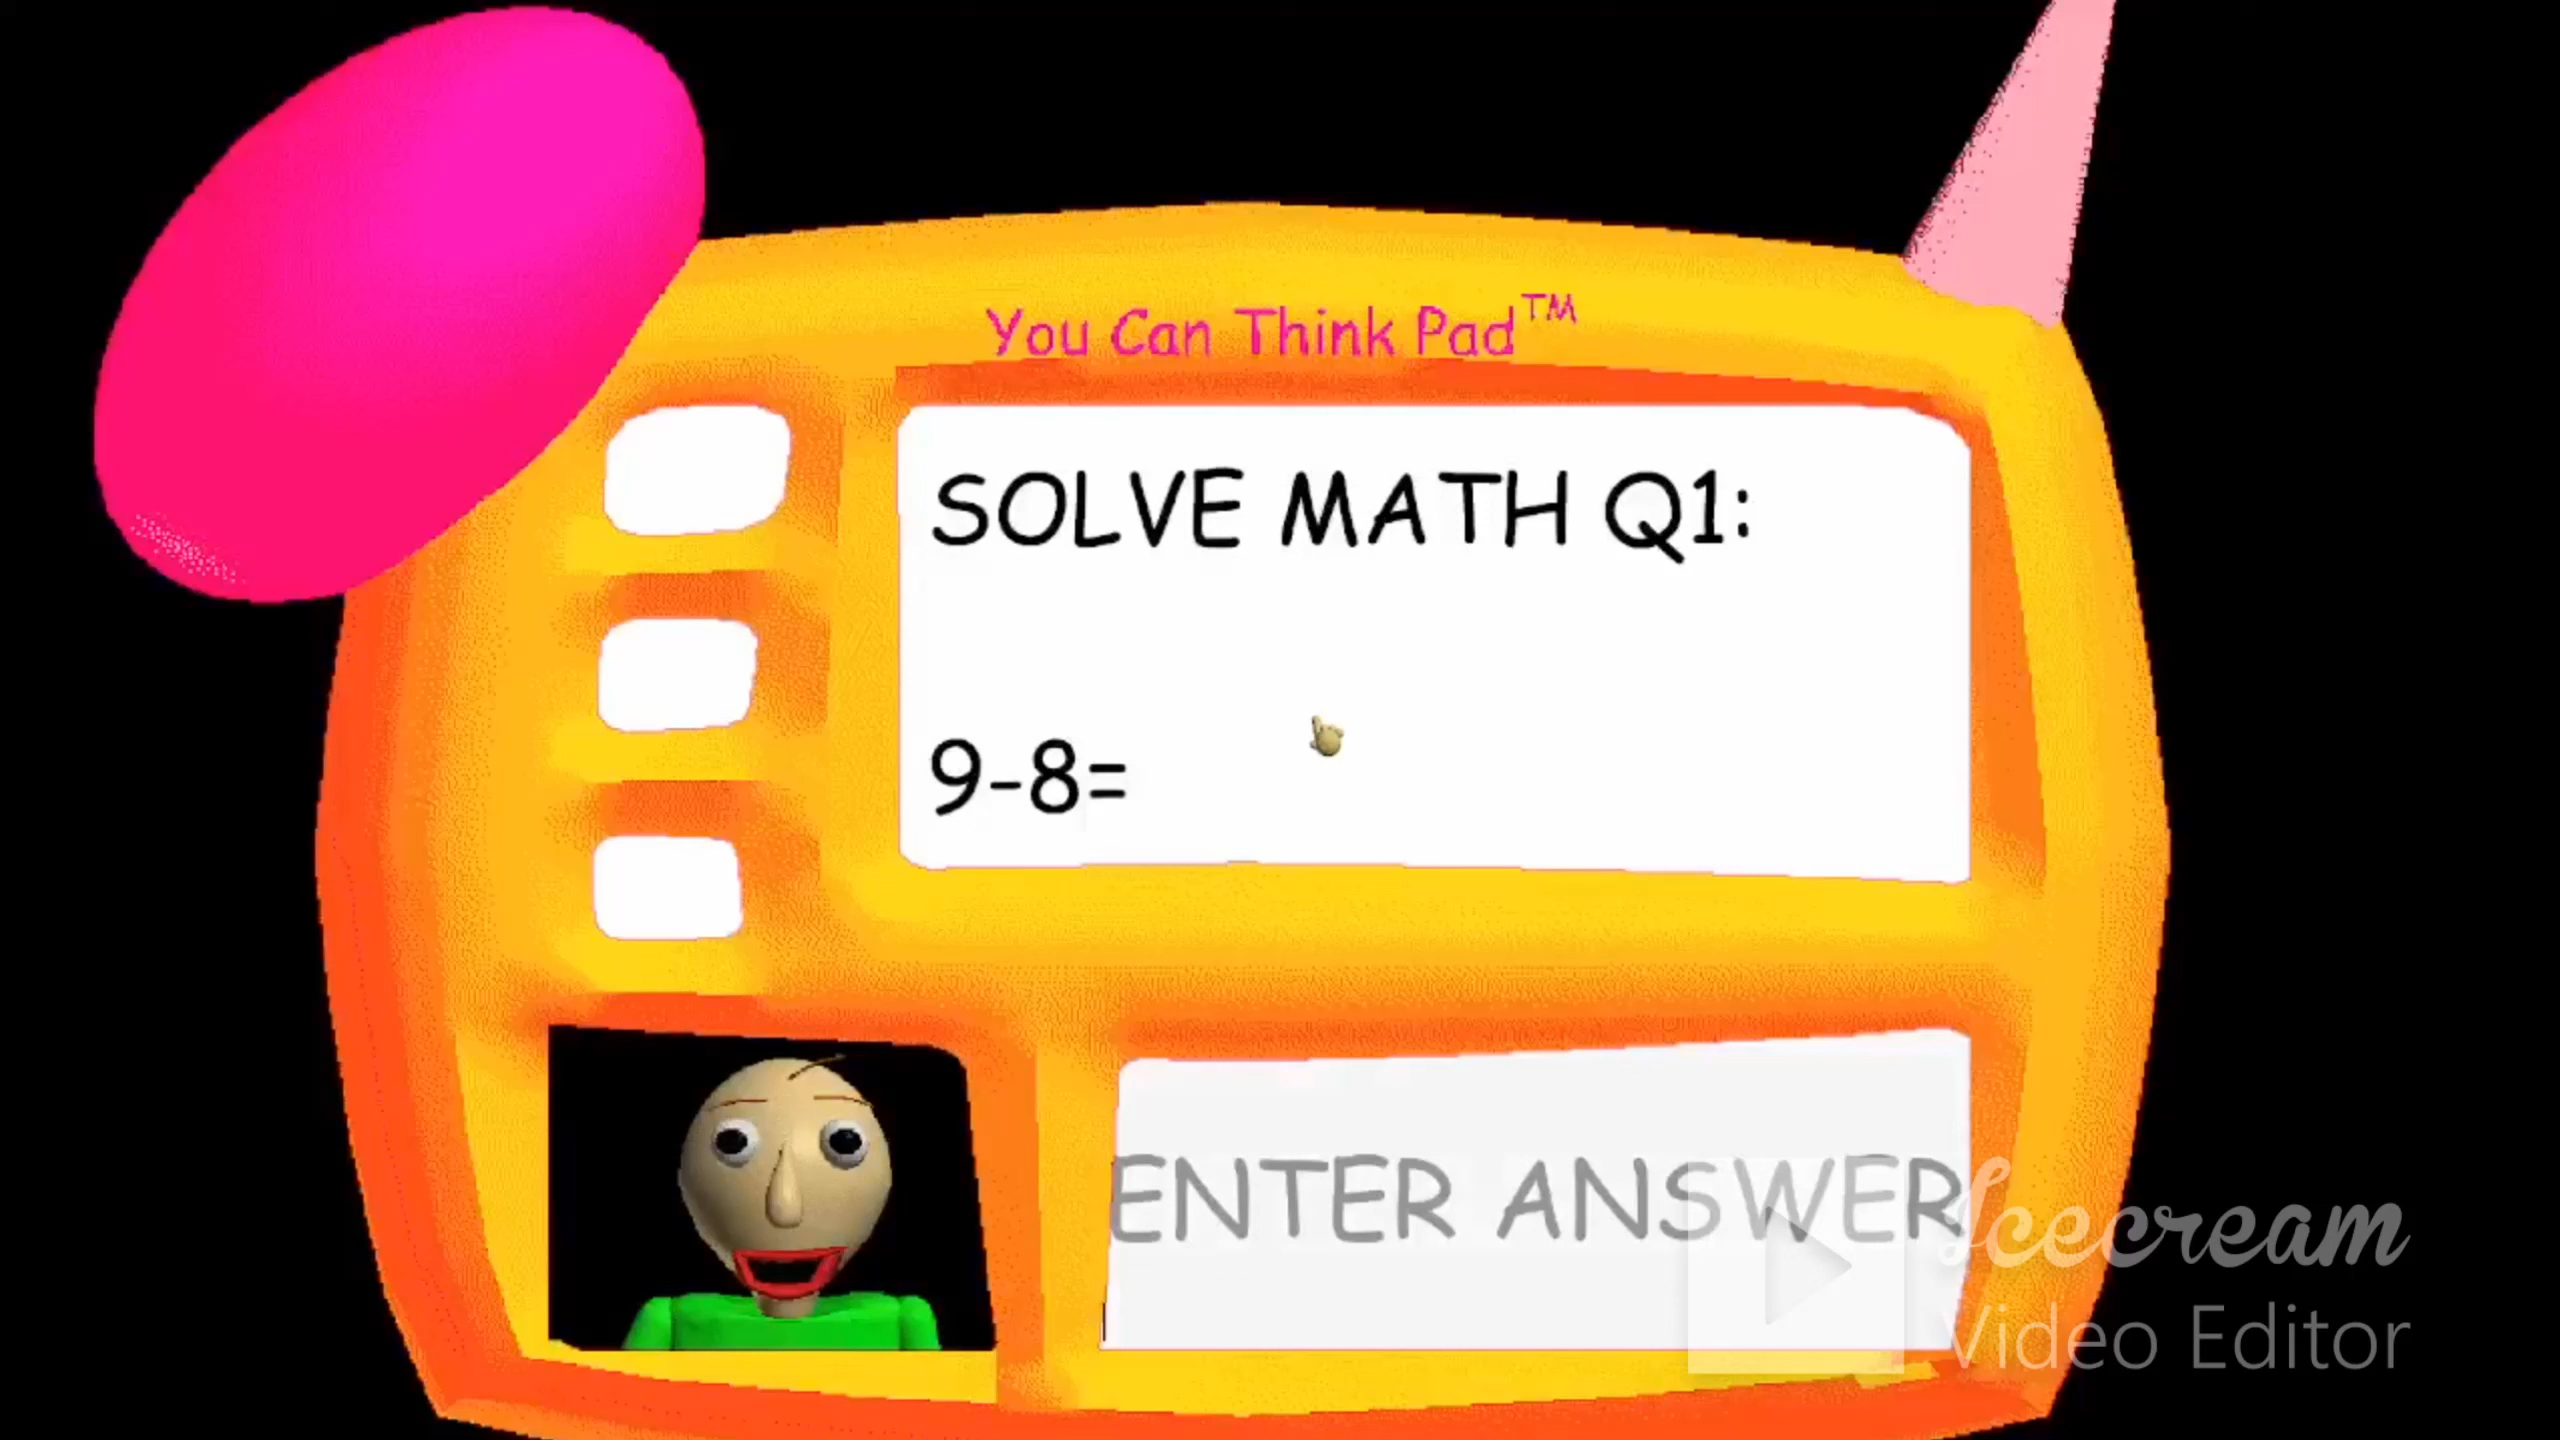 You Can Think Pad™
SOLVE MATH Q1:
9-8=
ENTER ANSWER
Icecream
Video Editor